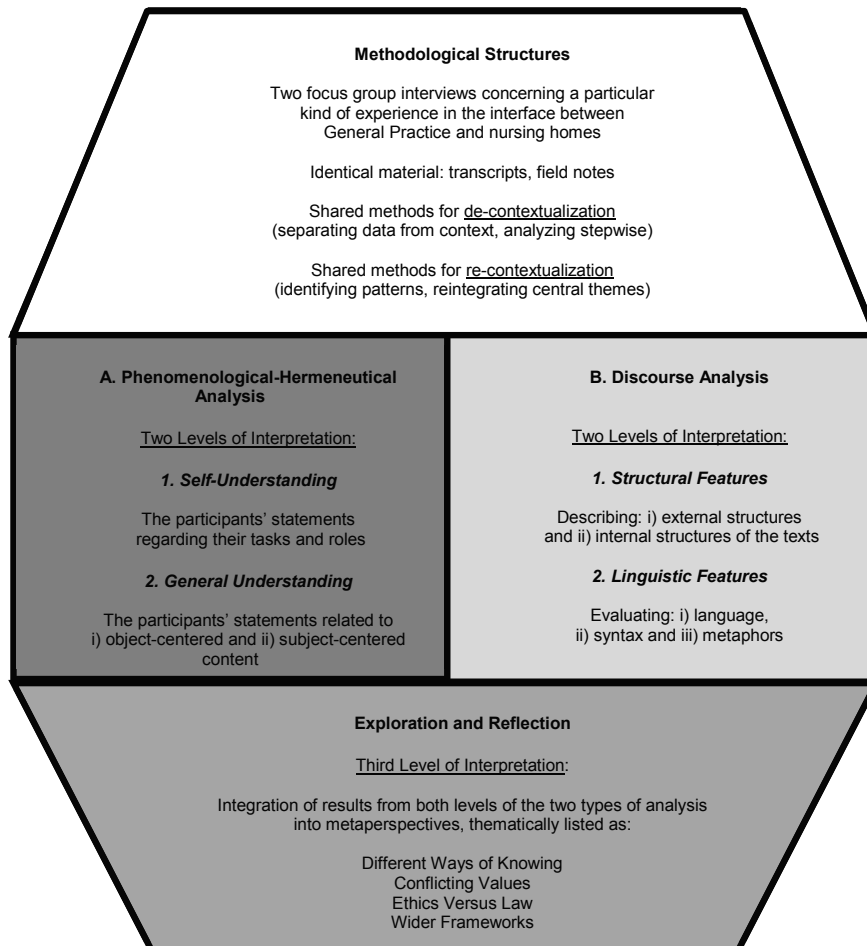 Methodological Structures
Two focus group interviews concerning a particular
kind of experience in the interface between
General Practice and nursing homes
Identical material: transcripts, field notes
Shared methods for de-contextualization
(separating data from context, analyzing stepwise)
Shared methods for re-contextualization
(identifying patterns, reintegrating central themes)
A. Phenomenological-Hermeneutical
Analysis
Two Levels of Interpretation:
1. Self-Understanding
The participants’ statements
regarding their tasks and roles
2. General Understanding
The participants’ statements related to
i) object-centered and ii) subject-centered
content
B. Discourse Analysis
Two Levels of Interpretation:
1. Structural Features
Describing: i) external structures
and ii) internal structures of the texts
2. Linguistic Features
Evaluating: i) language,
ii) syntax and iii) metaphors
Exploration and Reflection
Third Level of Interpretation:
Integration of results from both levels of the two types of analysis
into metaperspectives, thematically listed as:
Different Ways of Knowing
Conflicting Values
Ethics Versus Law
Wider Frameworks